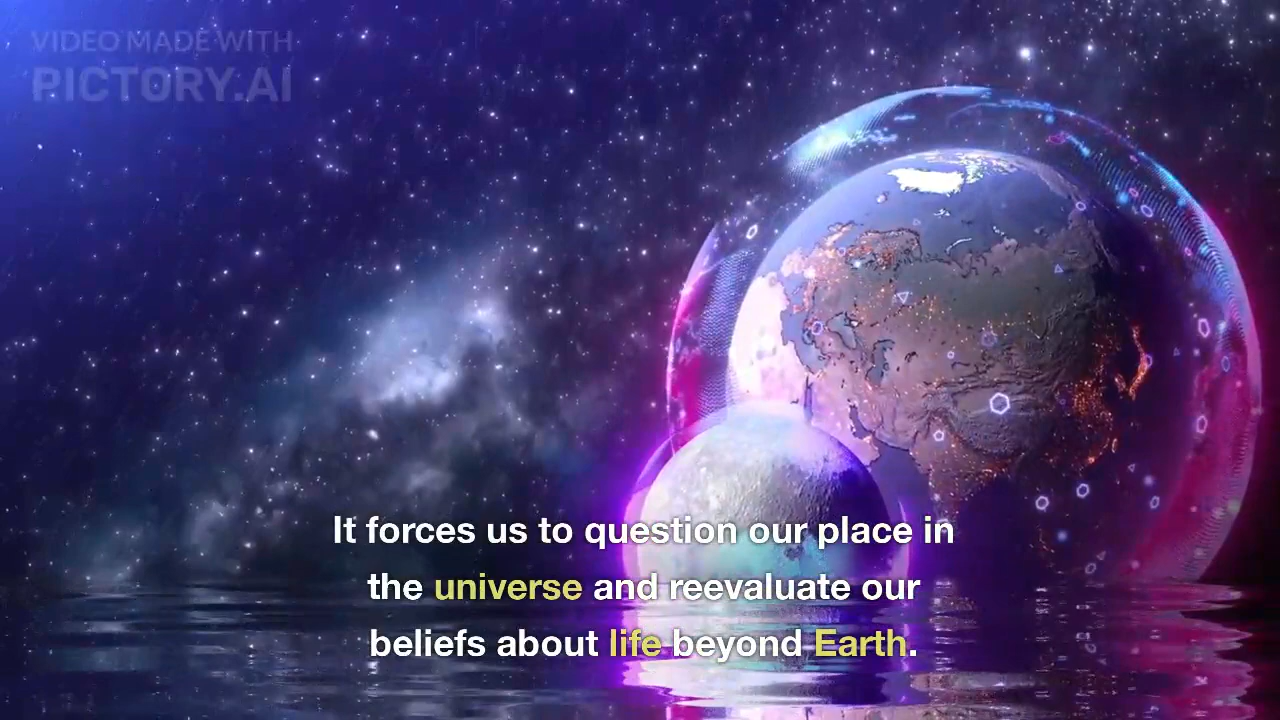 VIDEO MADE WITH
PICTORY.AI
It forces us to question our place in
the universe and reevaluate our
beliefs about life beyond Earth.